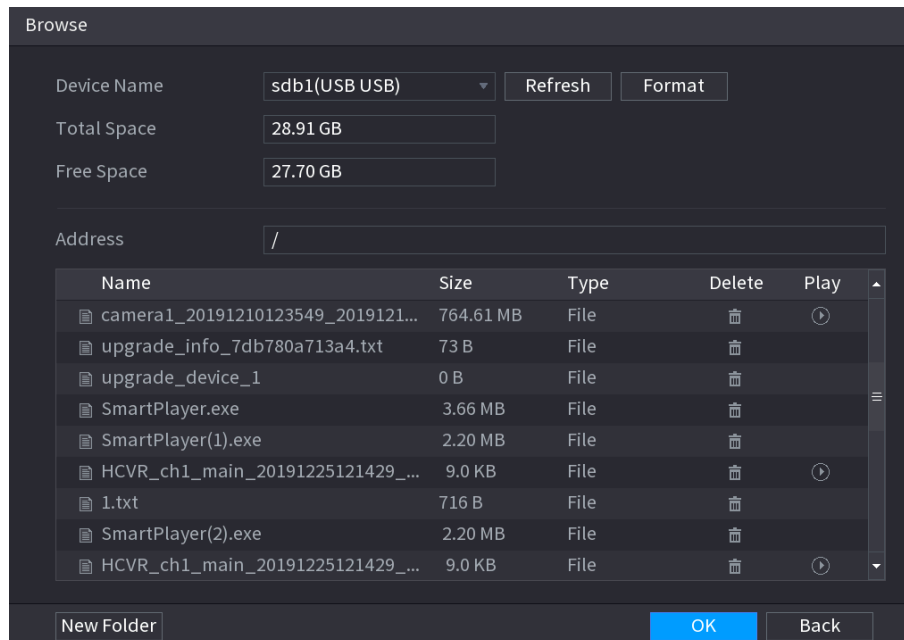 Browse
Device Name sdb1(USB USB) Refresh Format
Total Space 28.91 GB
Free Space 27.70 GB
Address /
Name Size Type Delete Play
camera1_20191210123549_2019121... 764.61 MB File
upgrade_info_7db780a713a4.txt 73 B File
upgrade_device_1 0 B File
SmartPlayer.exe 3.66 MB File
SmartPlayer(1).exe 2.20 MB File
HCVR_ch1_main_20191225121429_... 9.0 KB File
1.txt 716 B File
SmartPlayer(2).exe 2.20 MB File
HCVR_ch1_main_20191225121429_... 9.0 KB File
New Folder OK Back